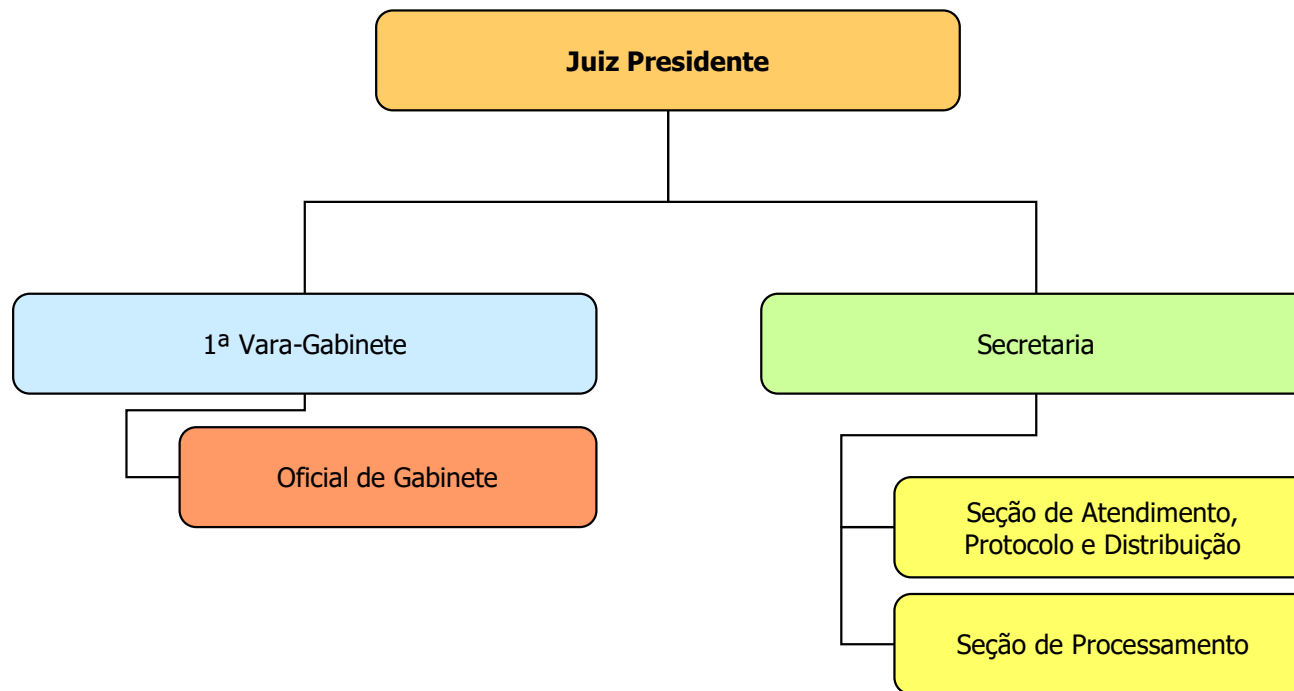 Juiz Presidente
1ª Vara-Gabinete
Secretaria
Oficial de Gabinete
Seção de Atendimento,
Protocolo e Distribuição
Seção de Processamento